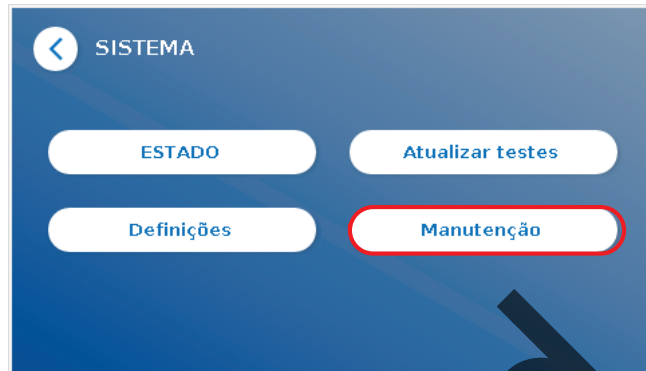 SISTEMA
ESTADO
Atualizar testes
Definições
Manutenção